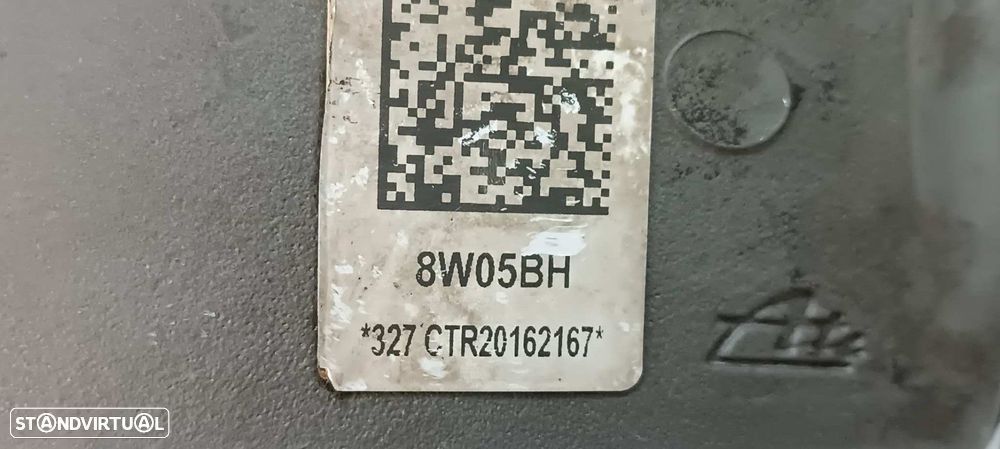 8W05BH
*327 CTR20162167*
STANDVIRTUAL